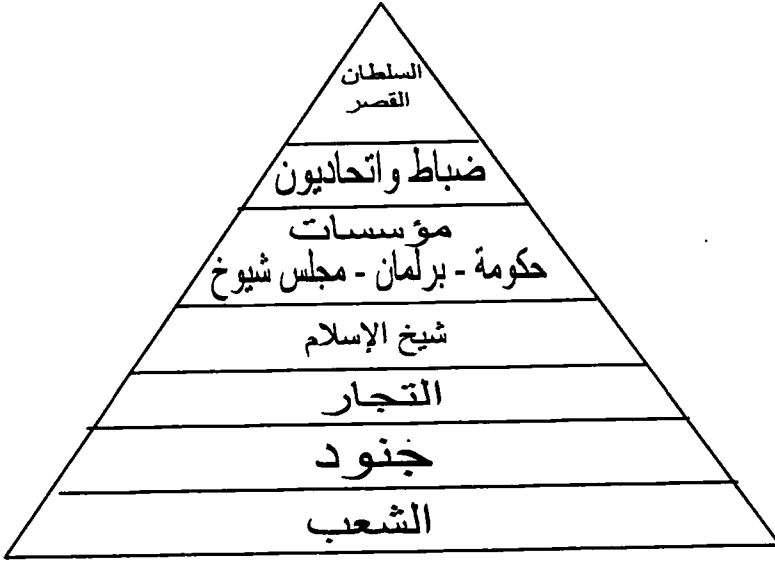 السلطان
القصر
ضباط واتحاديون
مؤسسات
حكومة - برلمان - مجلس شيوخ
شيخ الإسلام
التجار
جنود
الشعب